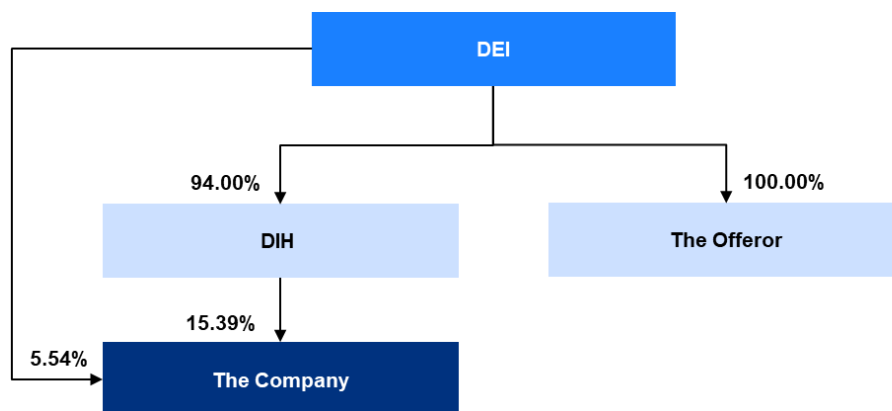 DEI
94.00%
100.00%
DIH
The Offeror
15.39%
5.54%
The Company